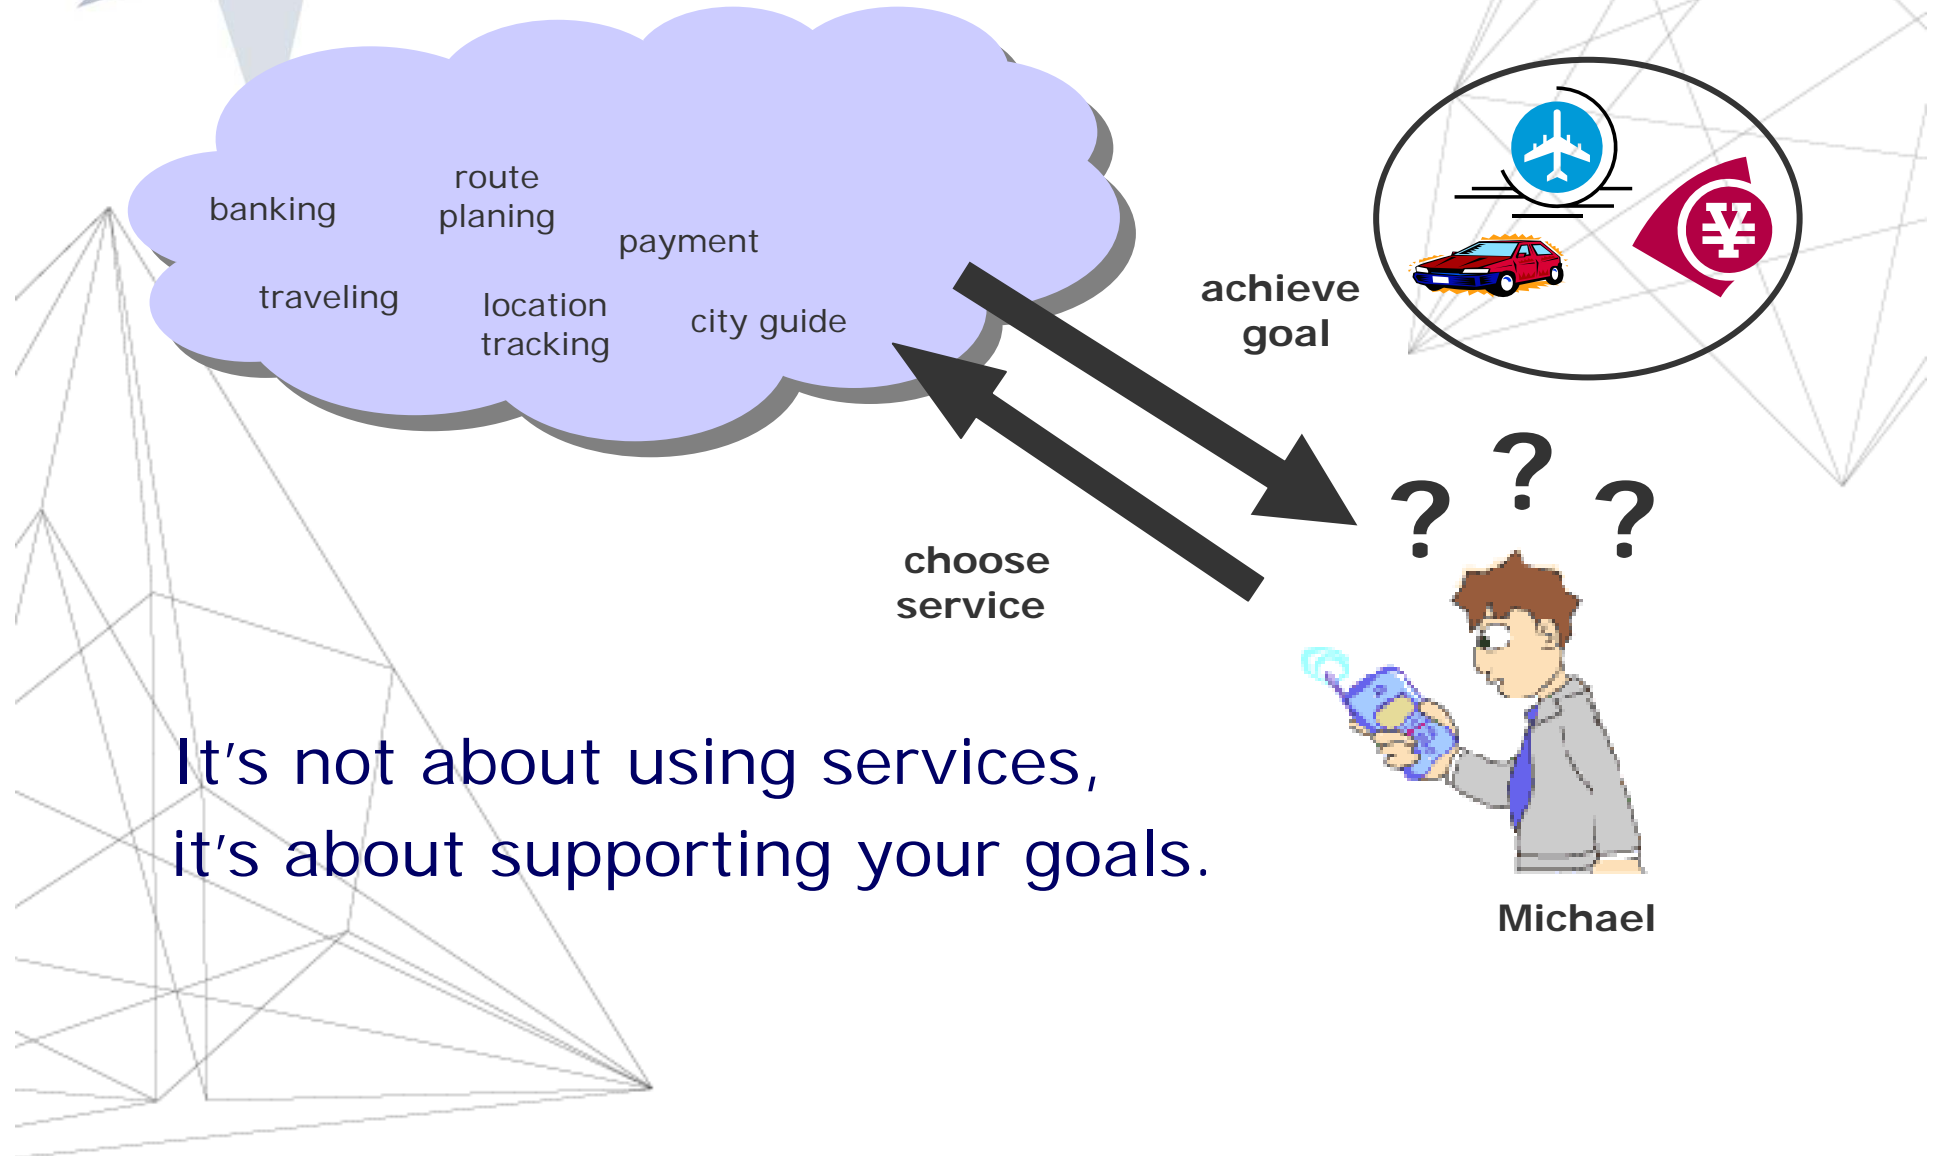 banking
route
planing
payment
traveling
location
tracking
city guide
achieve
goal
¥
? ? ?
choose
service
It's not about using services,
it's about supporting your goals.
Michael